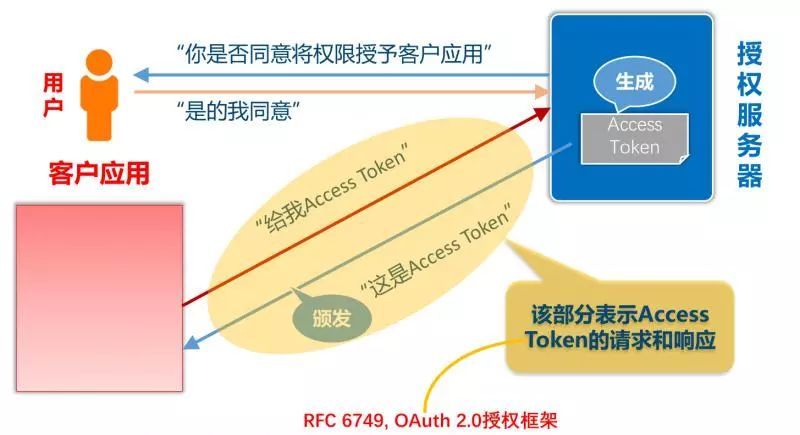 “你是否同意将权限授予客户应用”
用户
“是的我同意”
生成
Access
Token
授权服务器
客户应用
“给我Access Token”
“这是Access Token”
颁发
该部分表示Access
Token的请求和响应
RFC 6749, OAuth 2.0授权框架